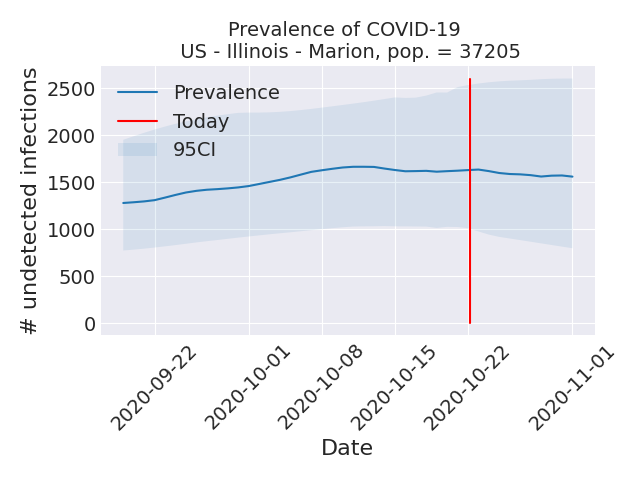 Prevalence of COVID-19
US - Illinois - Marion, pop. = 37205
# undetected infections
2500
2000
1500
1000
500
0
Prevalence
Today
95CI
2020-09-22
2020-10-01
2020-10-08
2020-10-15
2020-10-22
2020-11-01
Date